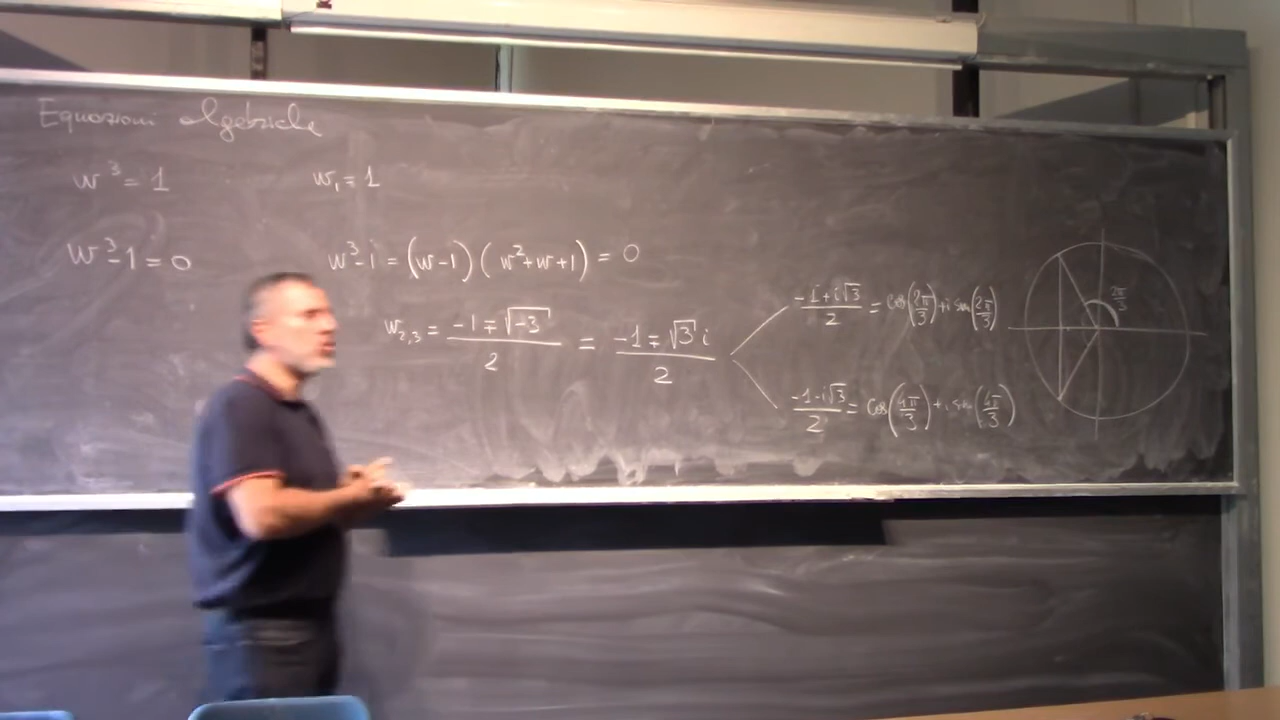 Equazioni algebriche
w³ = 1
w₁ = 1
w³-1 = 0
w³-i = (w-1) (w²+w+1) = 0
w₂,₃ = (-1 ∓ √-3) / 2 = (-1 ∓ √3 i) / 2
(-1+i√3) / 2 = cos(2π/3) + i sin(2π/3)
(-1-i√3) / 2 = cos(4π/3) + i sin(4π/3)
2π/3